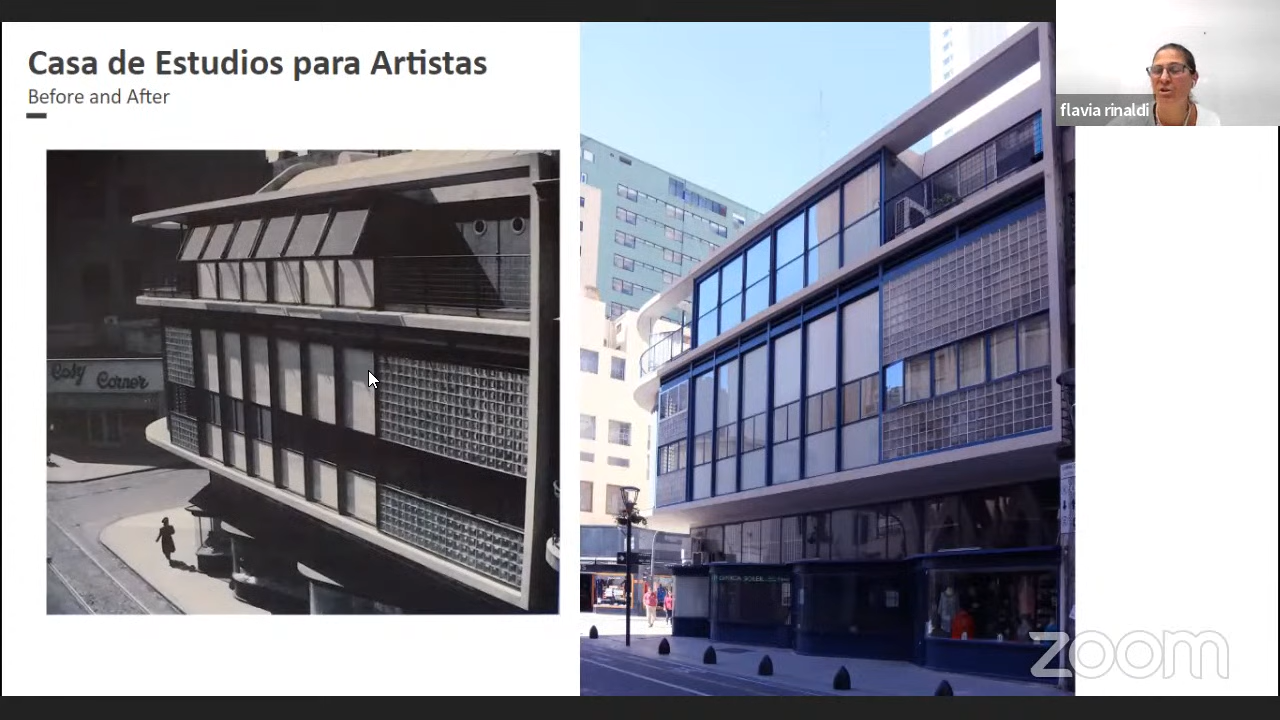 Casa de Estudios para Artistas
Before and After
flavia rinaldi
Cosy Corner
zoom